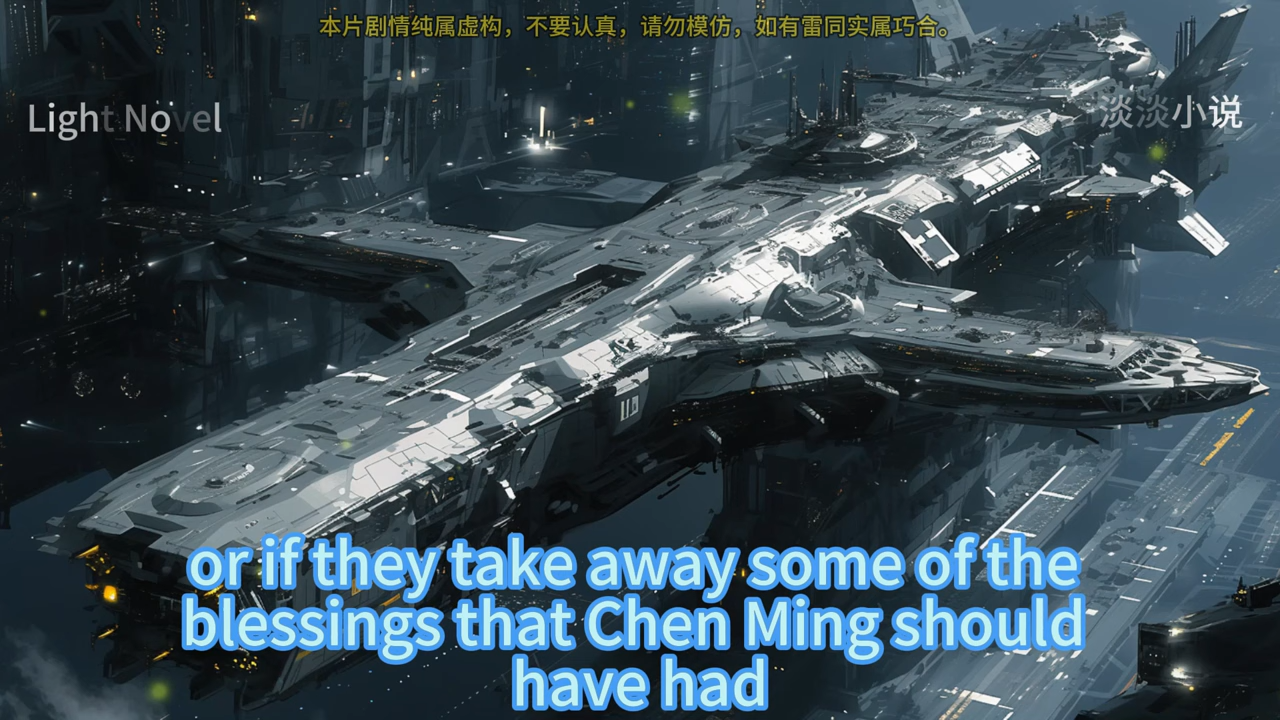 本片剧情纯属虚构，不要认真，请勿模仿，如有雷同实属巧合。
Light Novel
淡淡小说
or if they take away some of the
blessings that Chen Ming should
have had